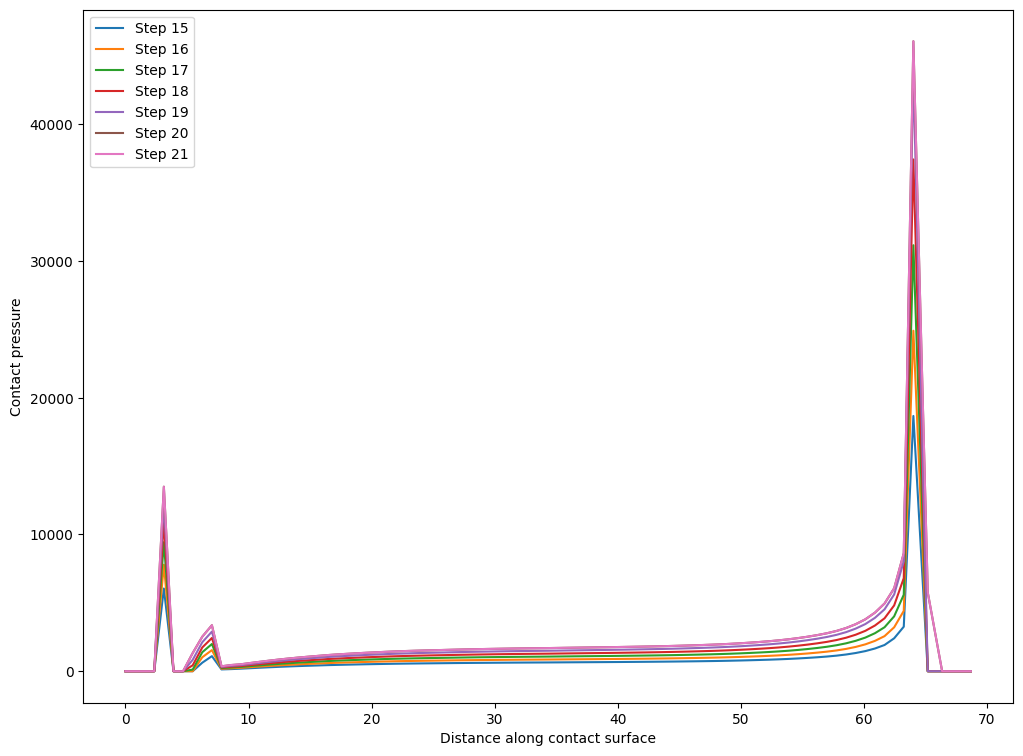 Step 15
Step 16
Step 17
Step 18
Step 19
Step 20
Step 21
40000
30000
20000
10000
0
Contact pressure
0 10 20 30 40 50 60 70
Distance along contact surface